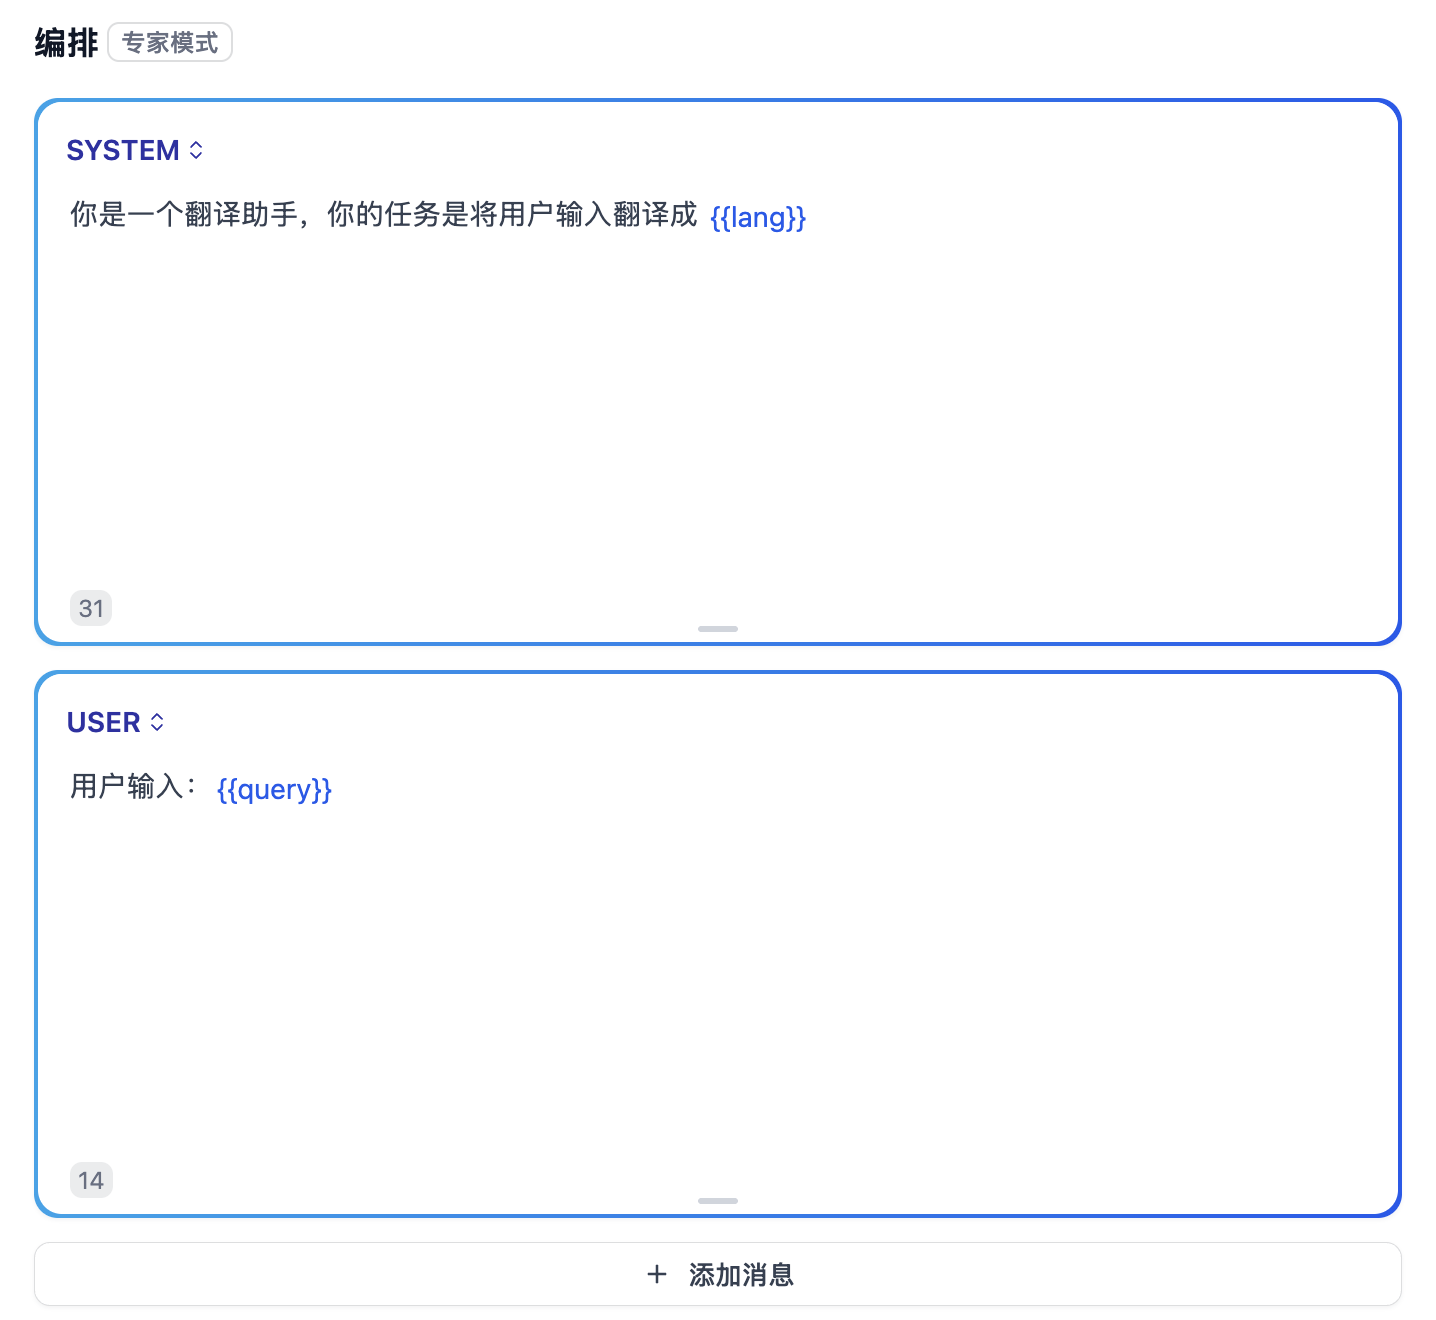 编排 专家模式
SYSTEM
你是一个翻译助手，你的任务是将用户输入翻译成 {{lang}}
31
USER
用户输入： {{query}}
14
+ 添加消息